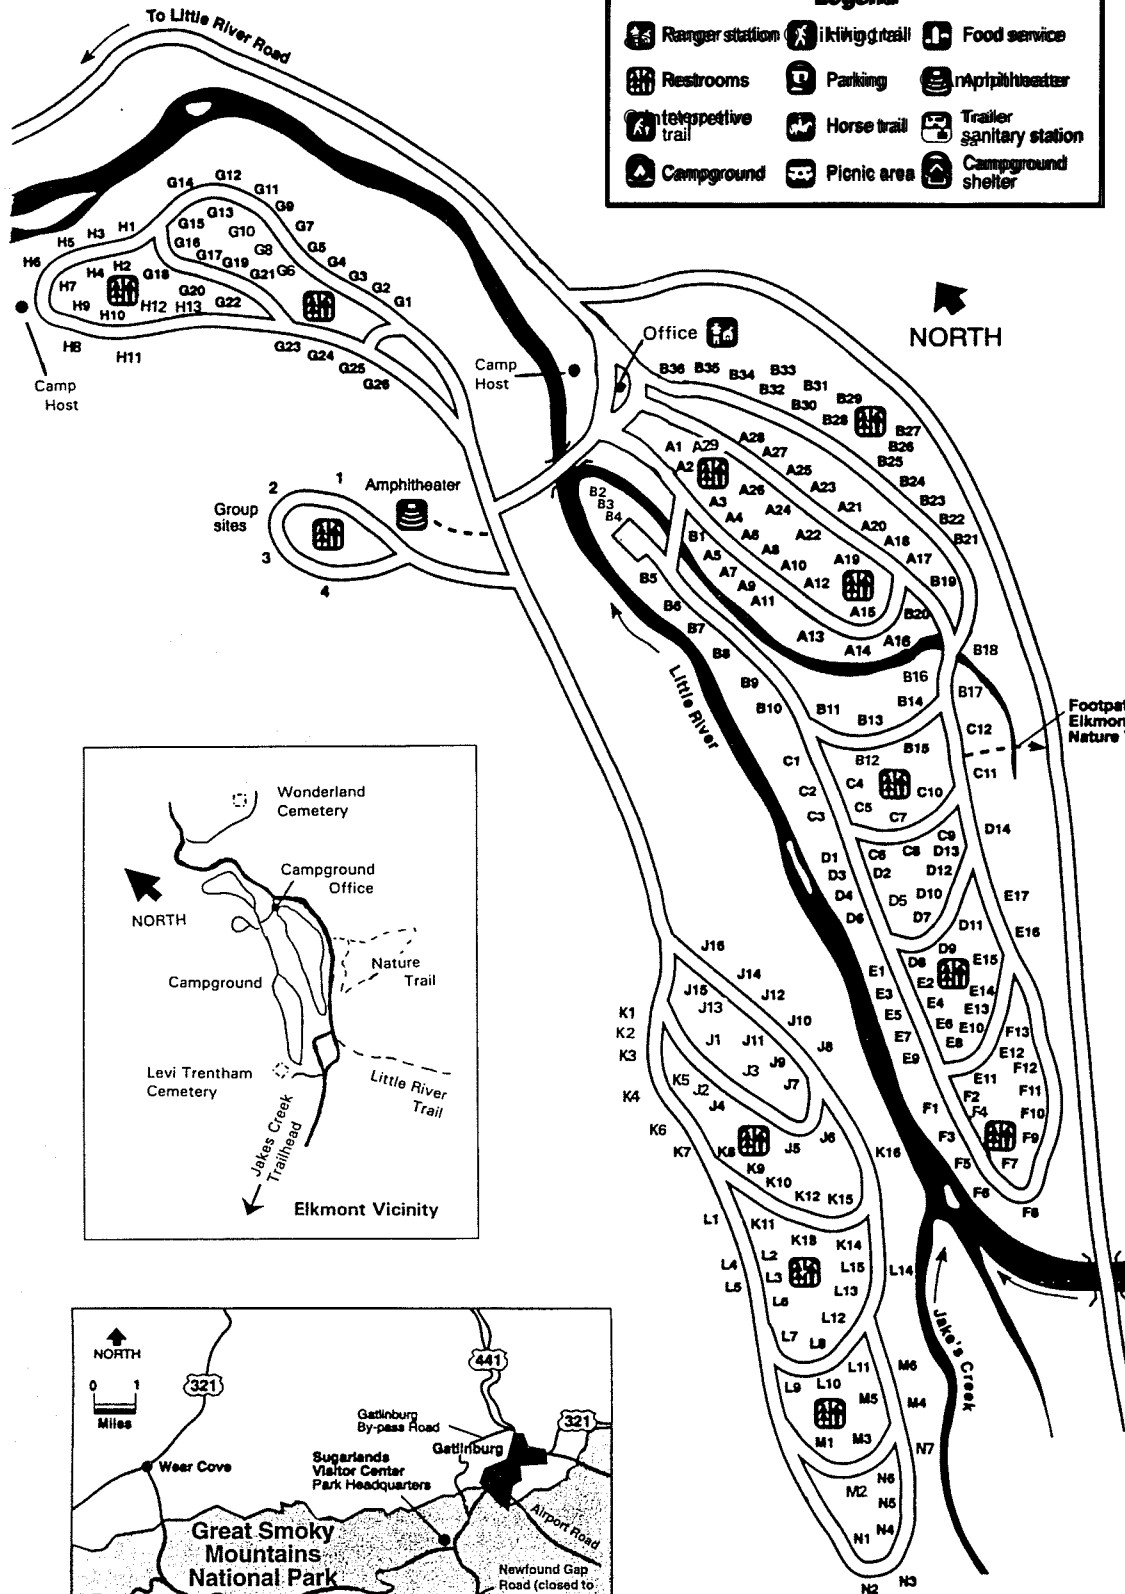 To Little River Road
Legend
Ranger station
Hiking trail
Food service
Restrooms
Parking
Amphitheater
Interpretive
trail
Horse trail
Trailer
sanitary station
Campground
Picnic area
Campground
shelter
NORTH
Office
Camp
Host
Camp
Host
Amphitheater
Group
sites
1
2
3
4
G14
G12
G11
G9
G13
G15
G10
G7
G16
G8
G5
G17
G19
G4
G21
G6
G3
G18
G2
G20
G22
G1
G23
G24
G25
G26
H1
H3
H5
H6
H2
H4
H7
H9
H10
H12
H13
H8
H11
B36
B35
B34
B33
B32
B31
B30
B29
B28
B27
B26
B25
B24
B23
B22
B21
A1
A29
A28
A27
A2
A25
A26
A23
A3
A24
A21
A4
A20
A6
A22
A18
A8
A19
A17
A5
A10
A7
A12
A9
A11
A15
A13
A14
A16
B2
B3
B4
B1
B5
B6
B7
B8
B9
B10
B19
B20
B18
B16
B17
B14
B11
B13
B15
B12
C12
C1
C4
C11
C2
C10
C5
C3
C7
C9
D14
C6
C8
D13
D1
D2
D12
D3
D4
D5
D10
D6
D7
D11
E17
E16
D9
D8
E15
E1
E2
E14
E3
E4
E13
E5
E6
E10
E7
E8
E9
F13
E12
F12
E11
F11
F2
F1
F4
F10
F3
F9
F5
F7
F6
F8
Little River
Footpa
Elkmon
Nature
J16
J14
J15
J12
J13
J10
J1
J11
J8
J3
J9
J7
K1
K2
K3
K4
K5
J2
J4
K6
J6
K7
K8
J5
K16
K9
K10
K12
K15
L1
K11
K13
K14
L2
L4
L3
L15
L14
L5
L13
L6
L12
L7
L8
L11
M6
L9
L10
M5
M4
M1
M3
N7
M2
N6
N5
N1
N4
N2
N3
Jake's Creek
Wonderland
Cemetery
Campground
Office
NORTH
Nature
Trail
Campground
Levi Trentham
Cemetery
Little River
Trail
Jakes Creek
Trailhead
Elkmont Vicinity
NORTH
0 1
Miles
321
441
321
Gatlinburg
By-pass Road
Gatlinburg
Wear Cove
Sugarlands
Visitor Center
Park Headquarters
Airport Road
Great Smoky
Mountains
National Park
Newfound Gap
Road (closed to